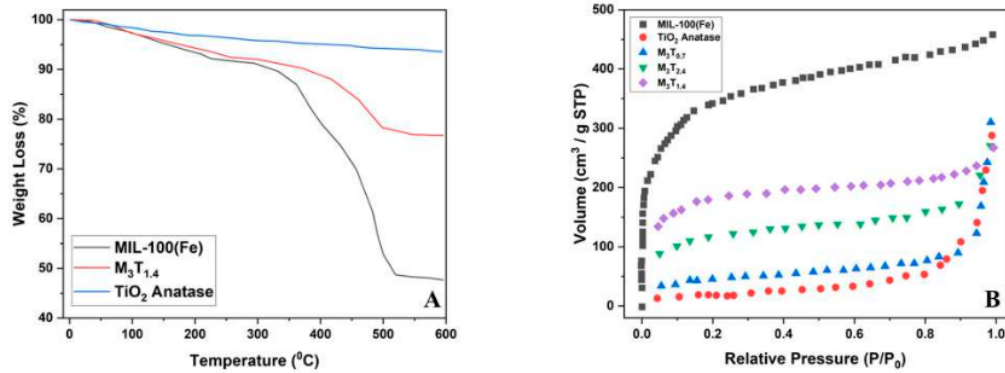 100
90
80
70
60
50
40
Weight Loss (%)
MIL-100(Fe)
M₃T₁.₄
TiO₂ Anatase
A
0
100
200
300
400
500
600
Temperature (⁰C)
500
400
300
200
100
0
Volume (cm³ / g STP)
MIL-100(Fe)
TiO₂ Anatase
M₃T₀.₇
M₃T₂.₄
M₃T₁.₄
B
0.0
0.2
0.4
0.6
0.8
1.0
Relative Pressure (P/P₀)